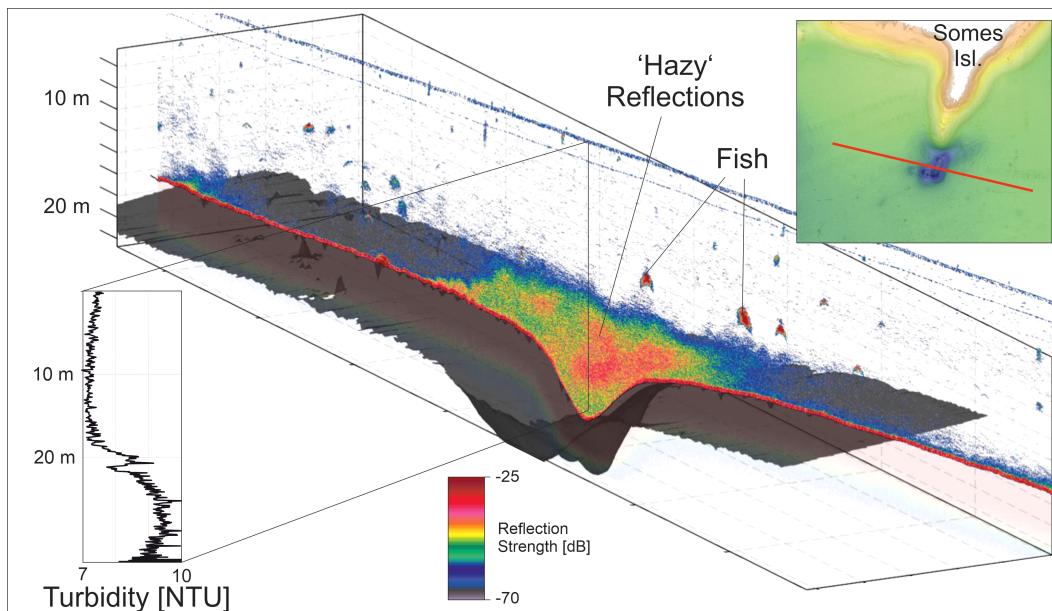 Somes
Isl.
‘Hazy‘
Reflections
Fish
10 m
20 m
10 m
20 m
7
10
Turbidity [NTU]
-25
Reflection
Strength [dB]
-70